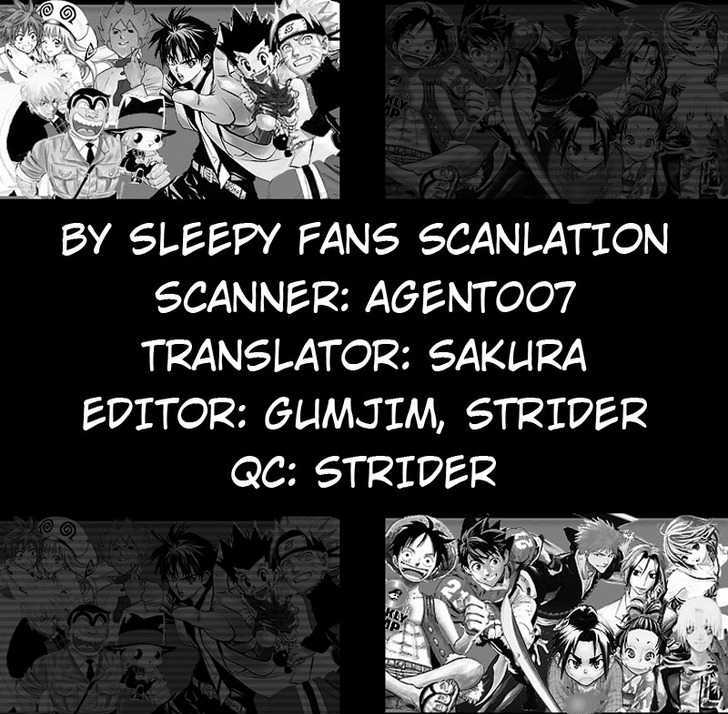 BY SLEEPY FANS SCANLATION
SCANNER: AGENT007
TRANSLATOR: SAKURA
EDITOR: GUMJIM, STRIDER
QC: STRIDER